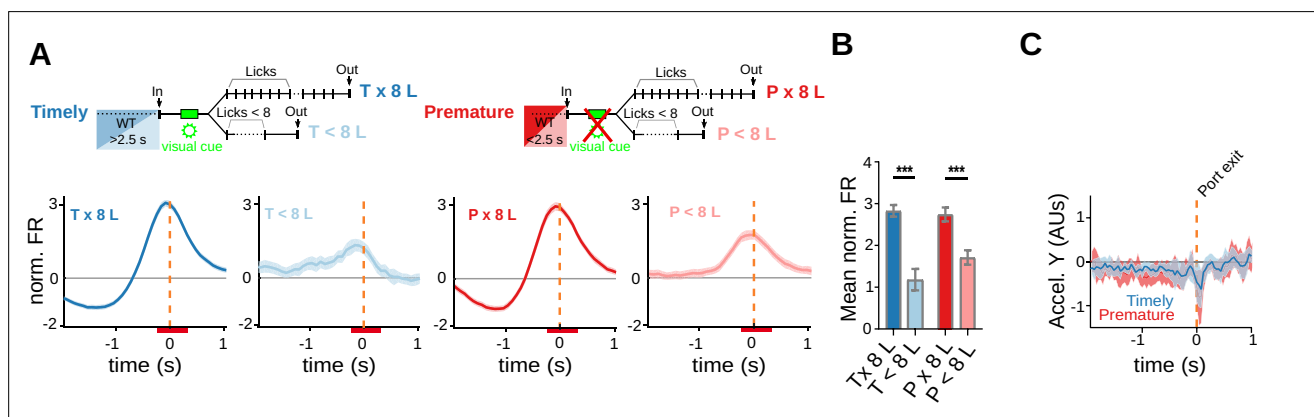 A
B
C
Licks
Out
In
Timely
T x 8 L
Out
Licks < 8
WT
>2.5 s
T < 8 L
visual cue
Licks
Out
In
Premature
P x 8 L
Out
Licks < 8
WT
<2.5 s
P < 8 L
visual cue
norm. FR
3
0
-2
T x 8 L
-1
0
1
time (s)
3
0
-2
T < 8 L
-1
0
1
time (s)
3
0
-2
P x 8 L
-1
0
1
time (s)
3
0
-2
P < 8 L
-1
0
1
time (s)
Mean norm. FR
4
3
2
1
0
***
***
Tx 8 L
T < 8 L
P x 8 L
P < 8 L
Port exit
Accel. Y (AUs)
1
0
-1
Timely
Premature
-1
0
1
time (s)